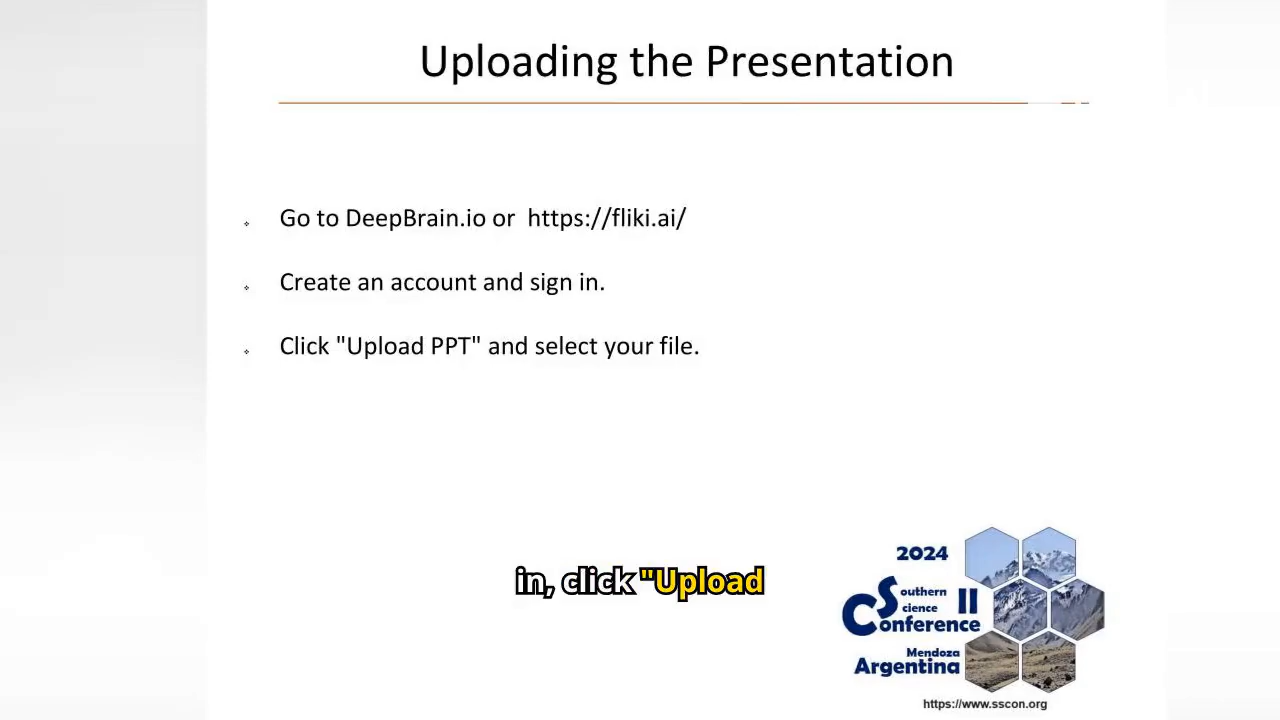 Uploading the Presentation
Go to DeepBrain.io or  https://fliki.ai/
Create an account and sign in.
Click "Upload PPT" and select your file.
in, click "Upload
2024
Southern
Science II
Conference
Mendoza
Argentina
https://www.sscon.org